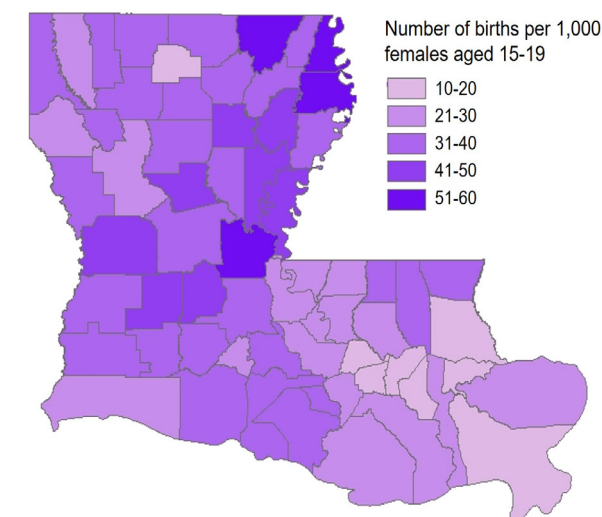 Number of births per 1,000
females aged 15-19
10-20
21-30
31-40
41-50
51-60